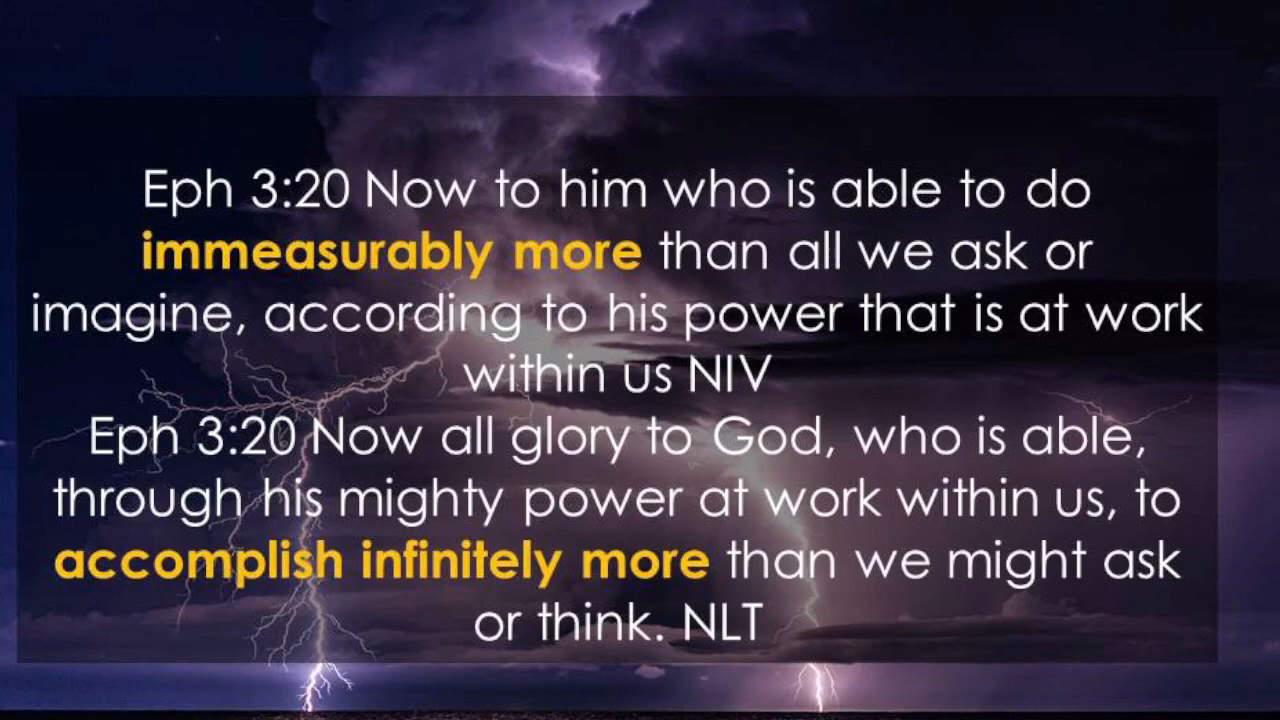 Eph 3:20 Now to him who is able to do
immeasurably more than all we ask or
imagine, according to his power that is at work
within us NIV
Eph 3:20 Now all glory to God, who is able,
through his mighty power at work within us, to
accomplish infinitely more than we might ask
or think. NLT